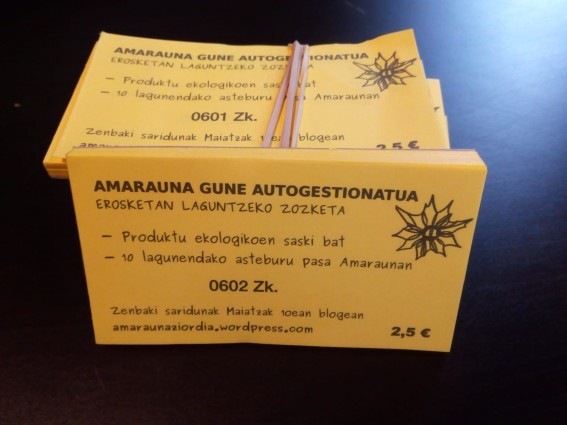 AMARAUNA GUNE AUTOGESTIONATUA
EROSKETAN LAGUNTZEKO ZOZKETA
- Produktu ekologikoen saski bat
- 10 lagunendako asteburu pasa Amaraunan
0601 Zk.
Zenbaki saridunak Maiatzak 10ean blogean
2,5 €
AMARAUNA GUNE AUTOGESTIONATUA
EROSKETAN LAGUNTZEKO ZOZKETA
- Produktu ekologikoen saski bat
- 10 lagunendako asteburu pasa Amaraunan
0602 Zk.
Zenbaki saridunak Maiatzak 10ean blogean
amaraunaziordia.wordpress.com
2,5 €